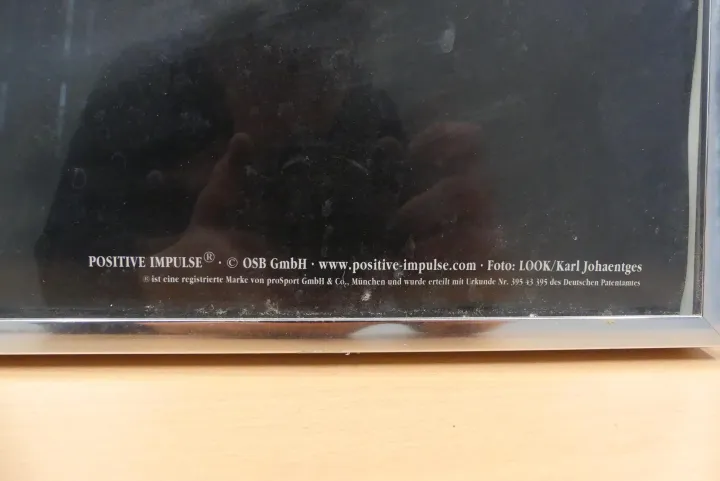 POSITIVE IMPULSE® · © OSB GmbH · www.positive-impulse.com · Foto: LOOK/Karl Johaentges
® ist eine registrierte Marke von proSport GmbH & Co., München und wurde erteilt mit Urkunde Nr. 395 43 395 des Deutschen Patentamtes